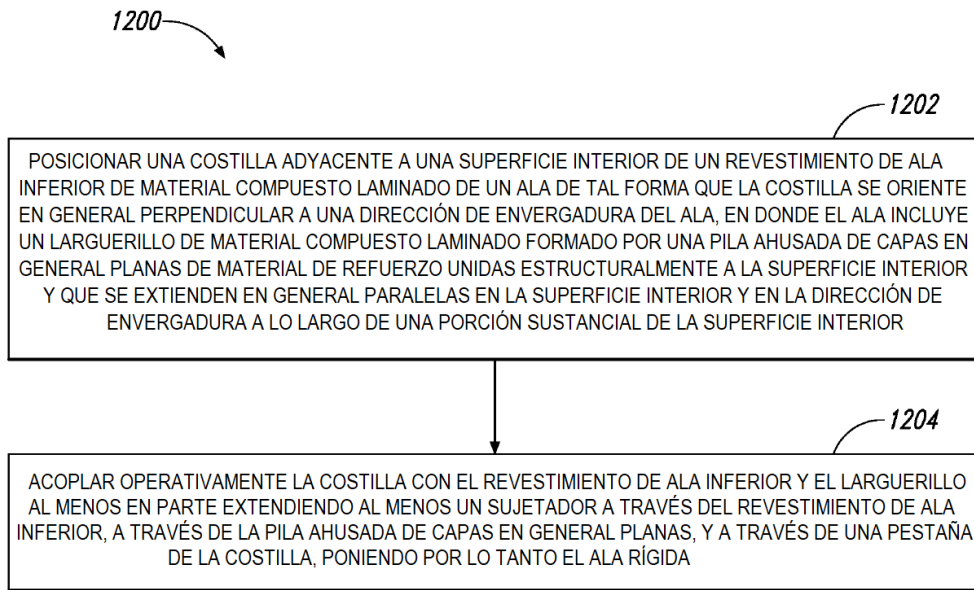 1200
1202
POSICIONAR UNA COSTILLA ADYACENTE A UNA SUPERFICIE INTERIOR DE UN REVESTIMIENTO DE ALA
INFERIOR DE MATERIAL COMPUESTO LAMINADO DE UN ALA DE TAL FORMA QUE LA COSTILLA SE ORIENTE
EN GENERAL PERPENDICULAR A UNA DIRECCIÓN DE ENVERGADURA DEL ALA, EN DONDE EL ALA INCLUYE
UN LARGUERILLO DE MATERIAL COMPUESTO LAMINADO FORMADO POR UNA PILA AHUSADA DE CAPAS EN
GENERAL PLANAS DE MATERIAL DE REFUERZO UNIDAS ESTRUCTURALMENTE A LA SUPERFICIE INTERIOR
Y QUE SE EXTIENDEN EN GENERAL PARALELAS EN LA SUPERFICIE INTERIOR Y EN LA DIRECCIÓN DE
ENVERGADURA A LO LARGO DE UNA PORCIÓN SUSTANCIAL DE LA SUPERFICIE INTERIOR
1204
ACOPLAR OPERATIVAMENTE LA COSTILLA CON EL REVESTIMIENTO DE ALA INFERIOR Y EL LARGUERILLO
AL MENOS EN PARTE EXTENDIENDO AL MENOS UN SUJETADOR A TRAVÉS DEL REVESTIMIENTO DE ALA
INFERIOR, A TRAVÉS DE LA PILA AHUSADA DE CAPAS EN GENERAL PLANAS, Y A TRAVÉS DE UNA PESTAÑA
DE LA COSTILLA, PONIENDO POR LO TANTO EL ALA RÍGIDA